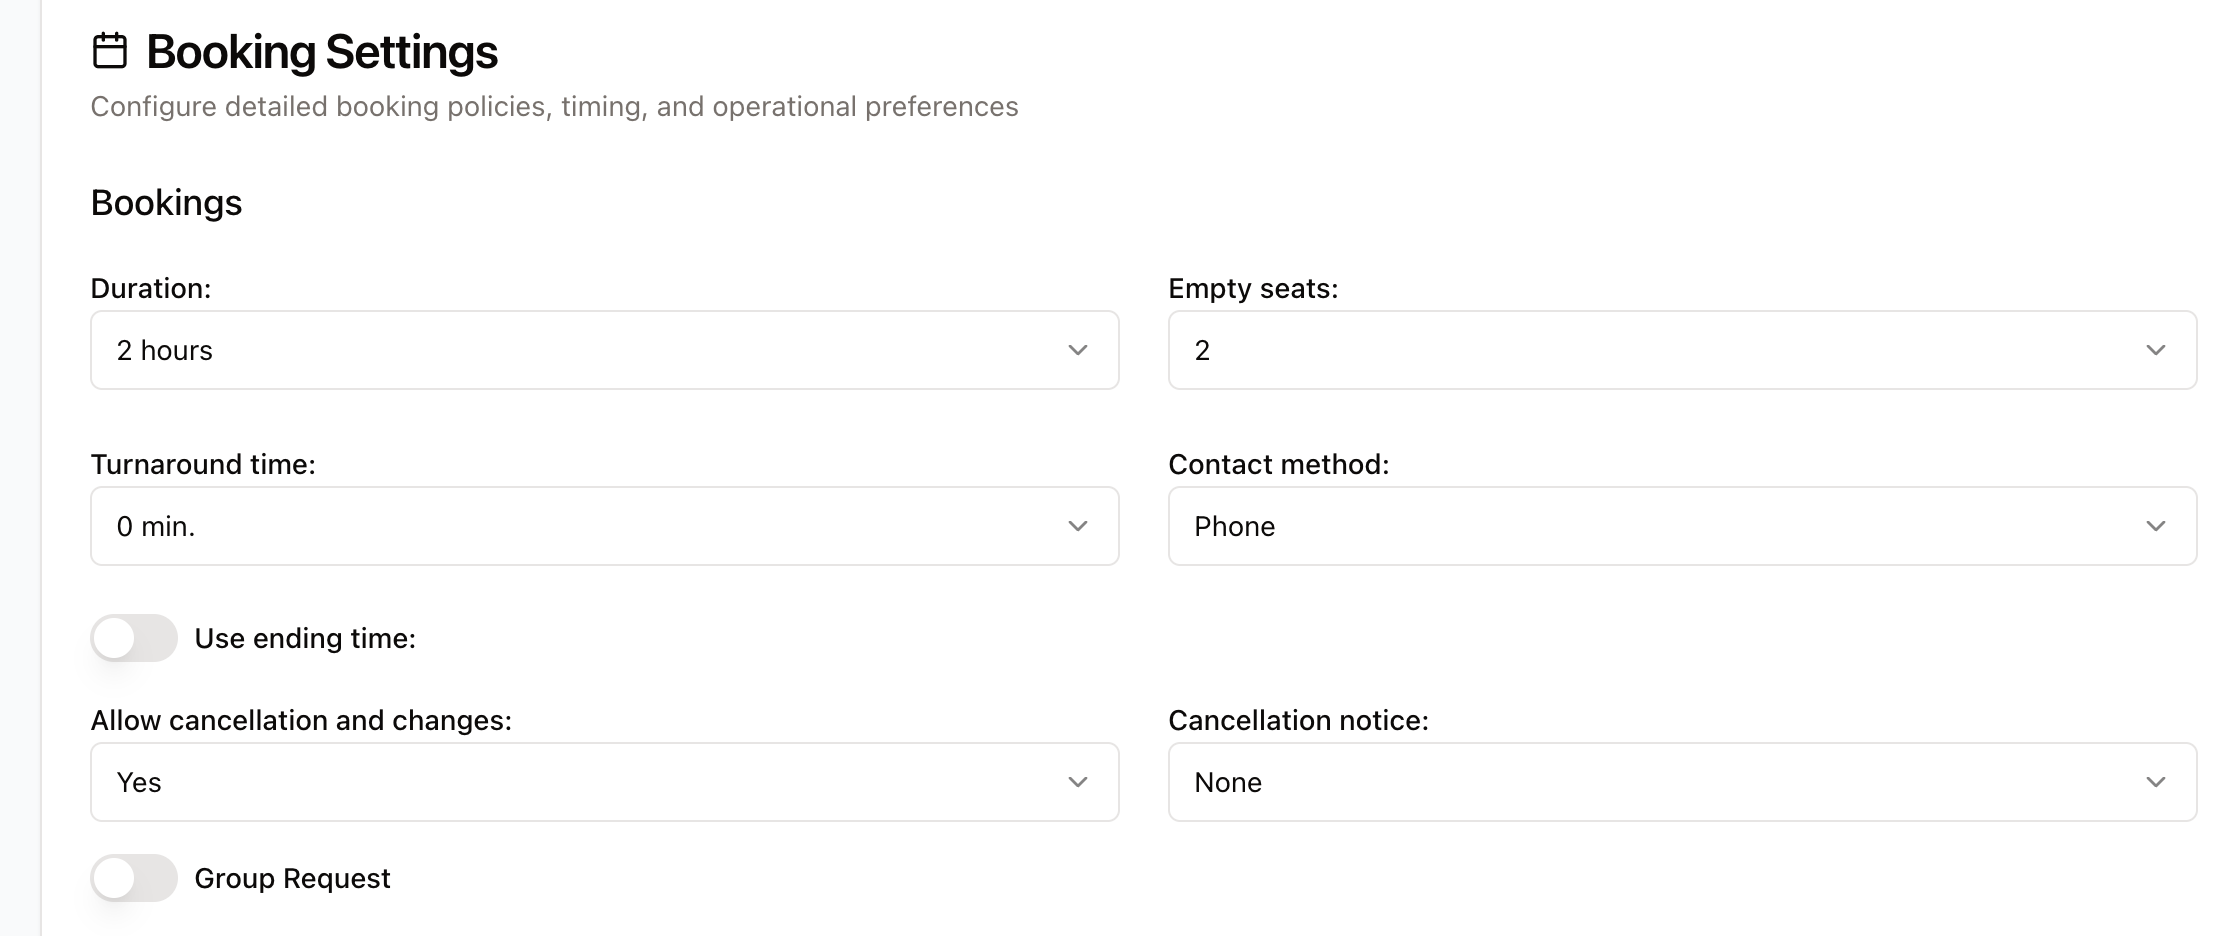 Booking Settings
Configure detailed booking policies, timing, and operational preferences
Bookings
Duration:
2 hours
Empty seats:
2
Turnaround time:
0 min.
Contact method:
Phone
Use ending time:
Allow cancellation and changes:
Yes
Cancellation notice:
None
Group Request